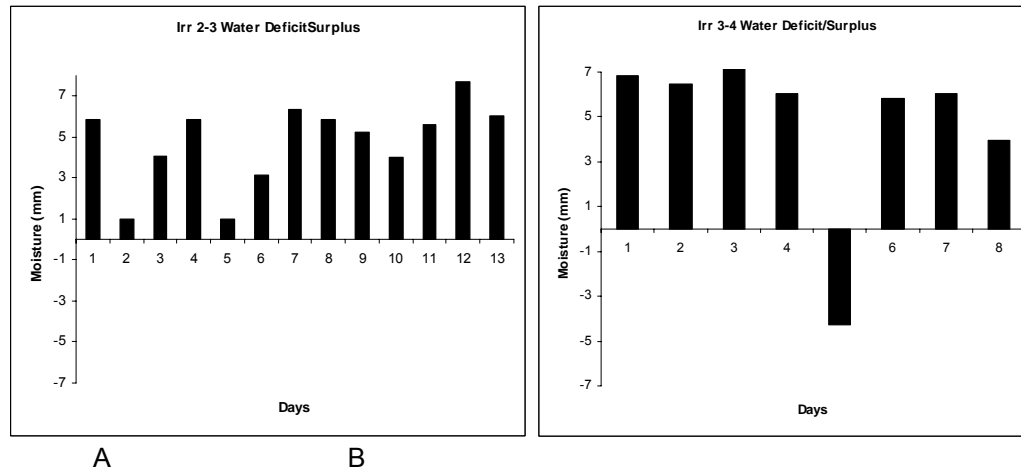 Irr 2-3 Water DeficitSurplus
7
5
3
1
-1
-3
-5
-7
Moisture (mm)
1 2 3 4 5 6 7 8 9 10 11 12 13
Days
Irr 3-4 Water Deficit/Surplus
7
5
3
1
-1
-3
-5
-7
Moisture (mm)
1 2 3 4 6 7 8
Days
A B